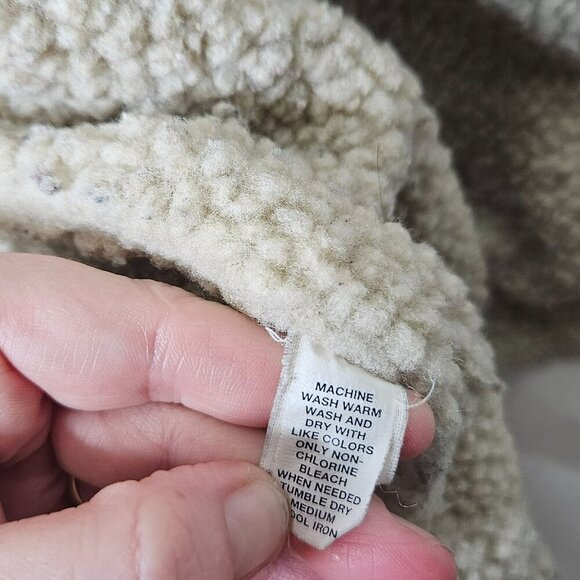 MACHINE
WASH WARM
WASH AND
DRY WITH
LIKE COLORS
ONLY NON-
CHLORINE
BLEACH
WHEN NEEDED
TUMBLE DRY
MEDIUM
OOL IRON